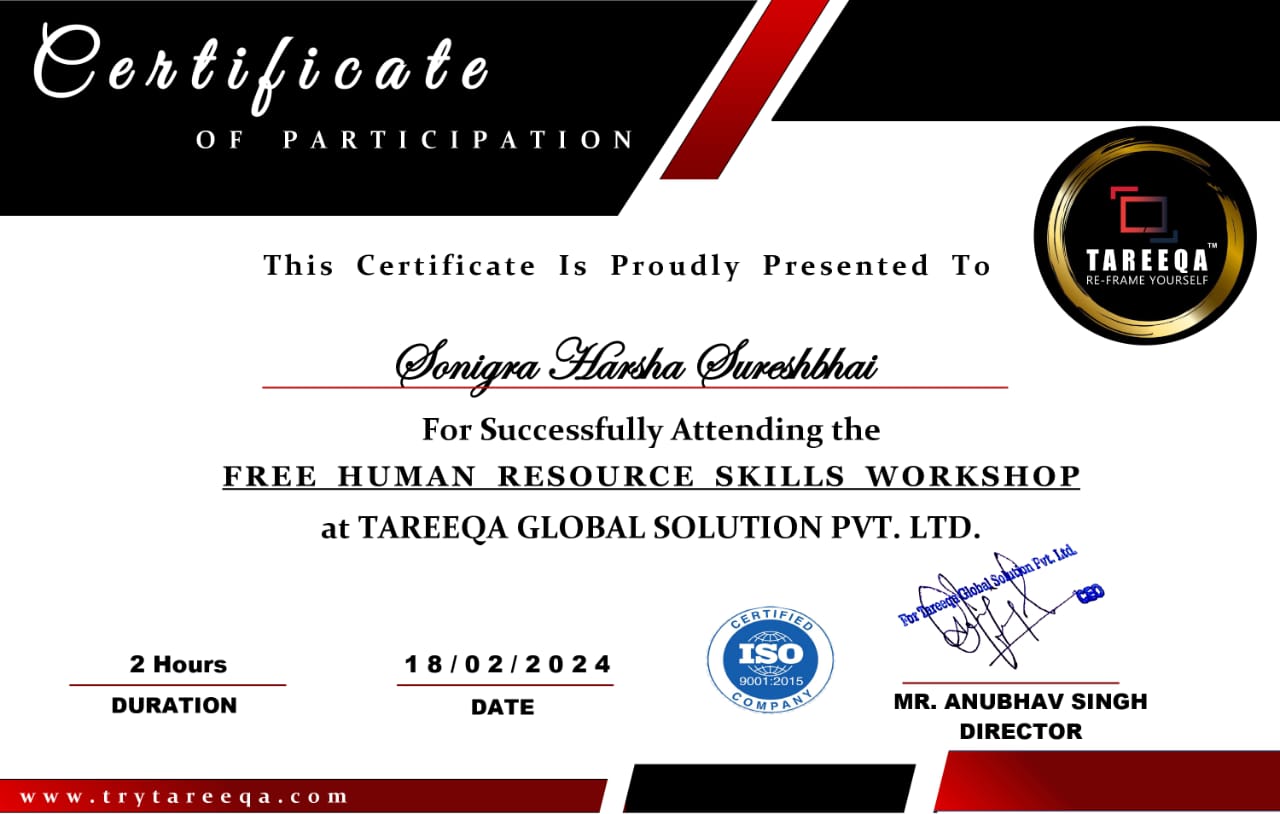 Certificate
OF PARTICIPATION
TAREEQA™
RE-FRAME YOURSELF
This Certificate Is Proudly Presented To
Sonigra Harsha Sureshbhai
For Successfully Attending the
FREE HUMAN RESOURCE SKILLS WORKSHOP
at TAREEQA GLOBAL SOLUTION PVT. LTD.
For Tareeqa Global Solution Pvt. Ltd.
CEO
CERTIFIED
ISO
9001:2015
COMPANY
2 Hours
DURATION
18/02/2024
DATE
MR. ANUBHAV SINGH
DIRECTOR
www.trytareeqa.com